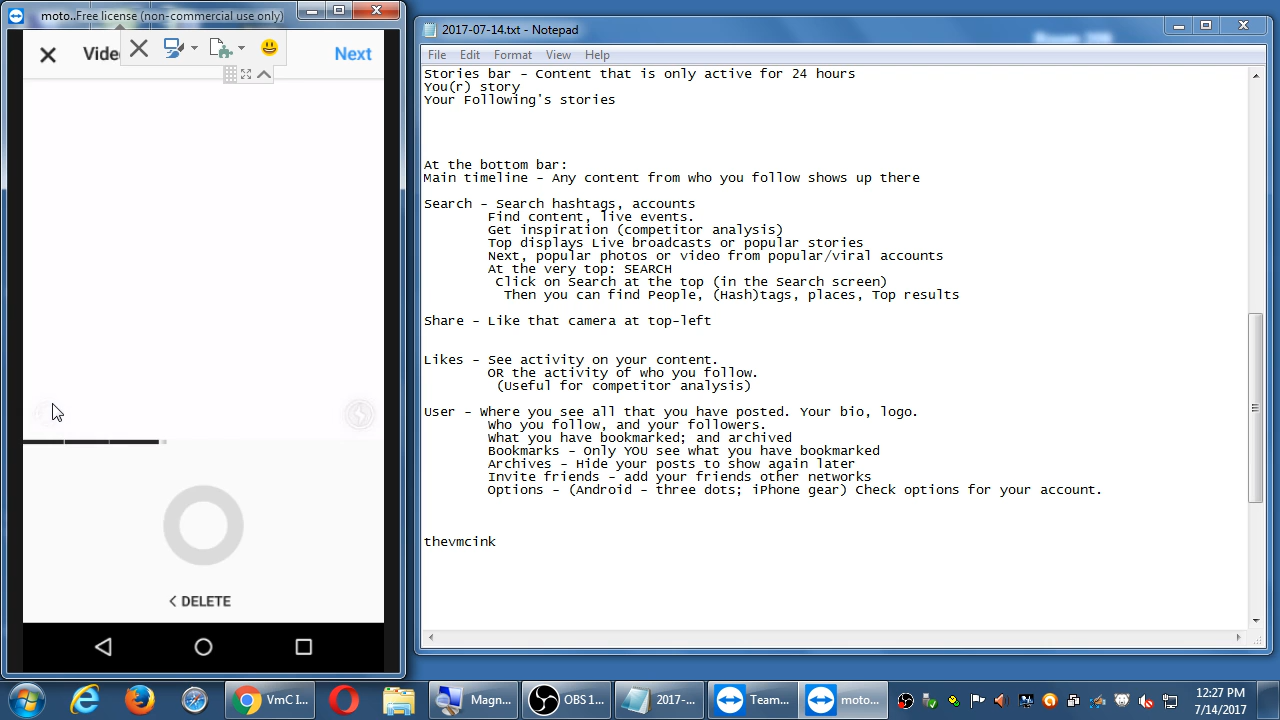 moto..Free license (non-commercial use only)
Vide
Next
DELETE
2017-07-14.txt - Notepad
File Edit Format View Help
Stories bar - Content that is only active for 24 hours
You(r) story
Your Following's stories
At the bottom bar:
Main timeline - Any content from who you follow shows up there
Search - Search hashtags, accounts
Find content, live events.
Get inspiration (competitor analysis)
Top displays Live broadcasts or popular stories
Next, popular photos or video from popular/viral accounts
At the very top: SEARCH
Click on Search at the top (in the Search screen)
Then you can find People, (Hash)tags, places, Top results
Share - Like that camera at top-left
Likes - See activity on your content.
OR the activity of who you follow.
(Useful for competitor analysis)
User - Where you see all that you have posted. Your bio, logo.
Who you follow, and your followers.
What you have bookmarked; and archived
Bookmarks - Only YOU see what you have bookmarked
Archives - Hide your posts to show again later
Invite friends - add your friends other networks
Options - (Android - three dots; iPhone gear) Check options for your account.
thevmcink
VmC I...
Magn...
OBS 1...
2017-...
Team...
moto...
12:27 PM
7/14/2017